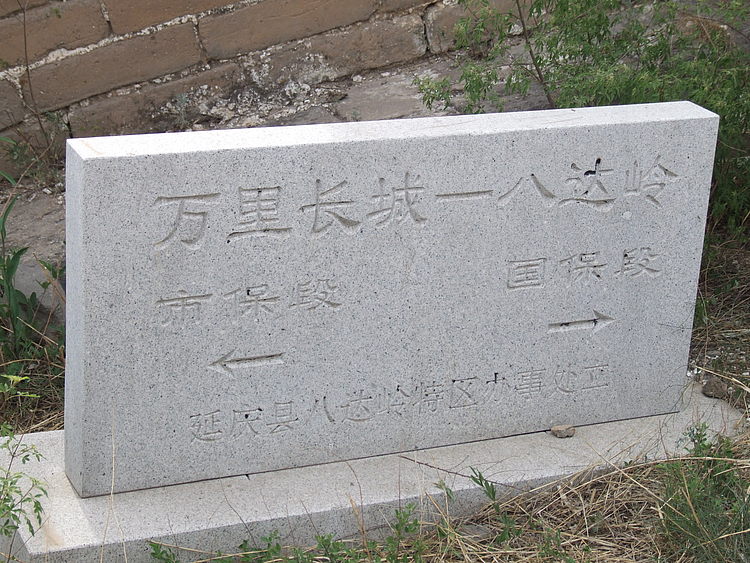 万里长城—八达岭
市保段 国保段
← →
延庆县八达岭特区办事处立